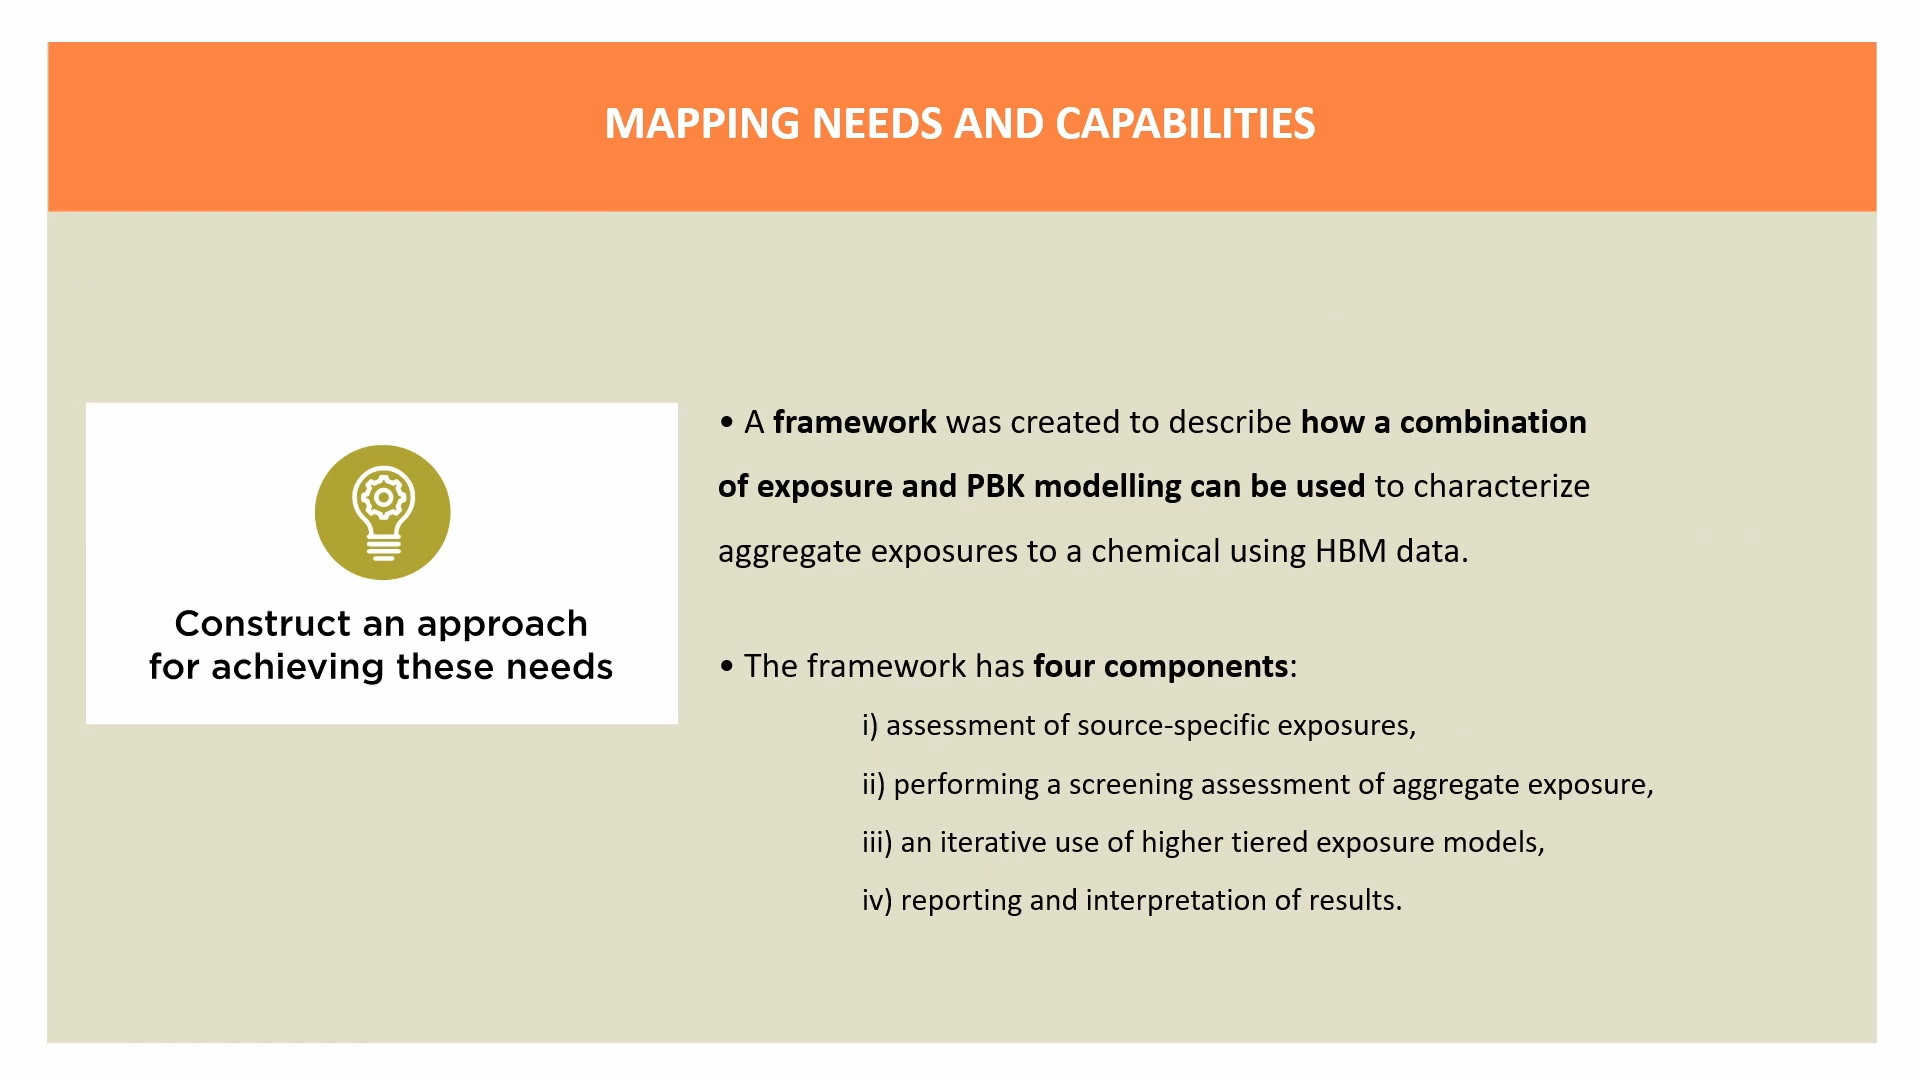 MAPPING NEEDS AND CAPABILITIES
Construct an approach
for achieving these needs
• A framework was created to describe how a combination
of exposure and PBK modelling can be used to characterize
aggregate exposures to a chemical using HBM data.
• The framework has four components:
i) assessment of source-specific exposures,
ii) performing a screening assessment of aggregate exposure,
iii) an iterative use of higher tiered exposure models,
iv) reporting and interpretation of results.